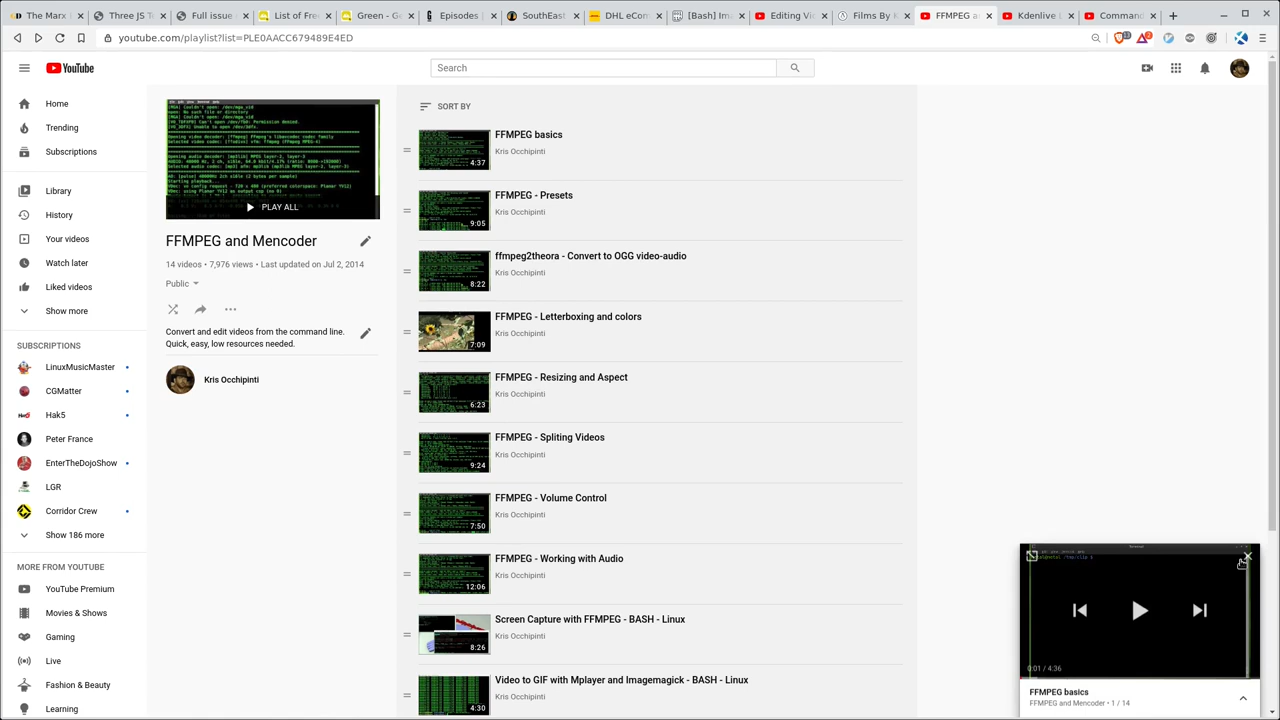 The Marx
The Prof
Full issue
List of Fre
Green - Ge
Episodes
SouthEast
DHL eCom
html Ima
Editing Vi
Third Wo
Films By K
FFMPEG an
Kdenlive
Command
youtube.com/playlist?list=PLE0AACC679489E4ED
YouTube
Search
Home
Trending
Subscriptions
Library
History
Your videos
Watch later
Liked videos
Show more
SUBSCRIPTIONS
LinuxMusicMaster
CGMatter
Hak5
Peter France
EnterTheDojoShow
LGR
Corridor Crew
Show 186 more
MORE FROM YOUTUBE
YouTube Premium
Movies & Shows
Gaming
Live
Fashion & Beauty
Learning
PLAY ALL
FFMPEG and Mencoder
14 videos • 7,976 views • Last updated on Jul 2, 2014
Public
Convert and edit videos from the command line.
Quick, easy, low resources needed.
Kris Occhipinti
SORT BY
FFMPEG basics
Kris Occhipinti
4:37
FFMPEG - Presets
Kris Occhipinti
9:05
ffmpeg2theora - Convert to OGG video-audio
Kris Occhipinti
8:22
FFMPEG - Letterboxing and colors
Kris Occhipinti
7:09
FFMPEG - Resizing and Aspect
Kris Occhipinti
6:23
FFMPEG - Spliting Videos
Kris Occhipinti
9:24
FFMPEG - Volume Control
Kris Occhipinti
7:50
FFMPEG - Working with Audio
Kris Occhipinti
12:06
Screen Capture with FFMPEG - BASH - Linux
Kris Occhipinti
8:26
Video to GIF with Mplayer and Imagemagick - BASH - Linux
Kris Occhipinti
4:30
0:01 / 4:36
FFMPEG basics
FFMPEG and Mencoder • 1 / 14